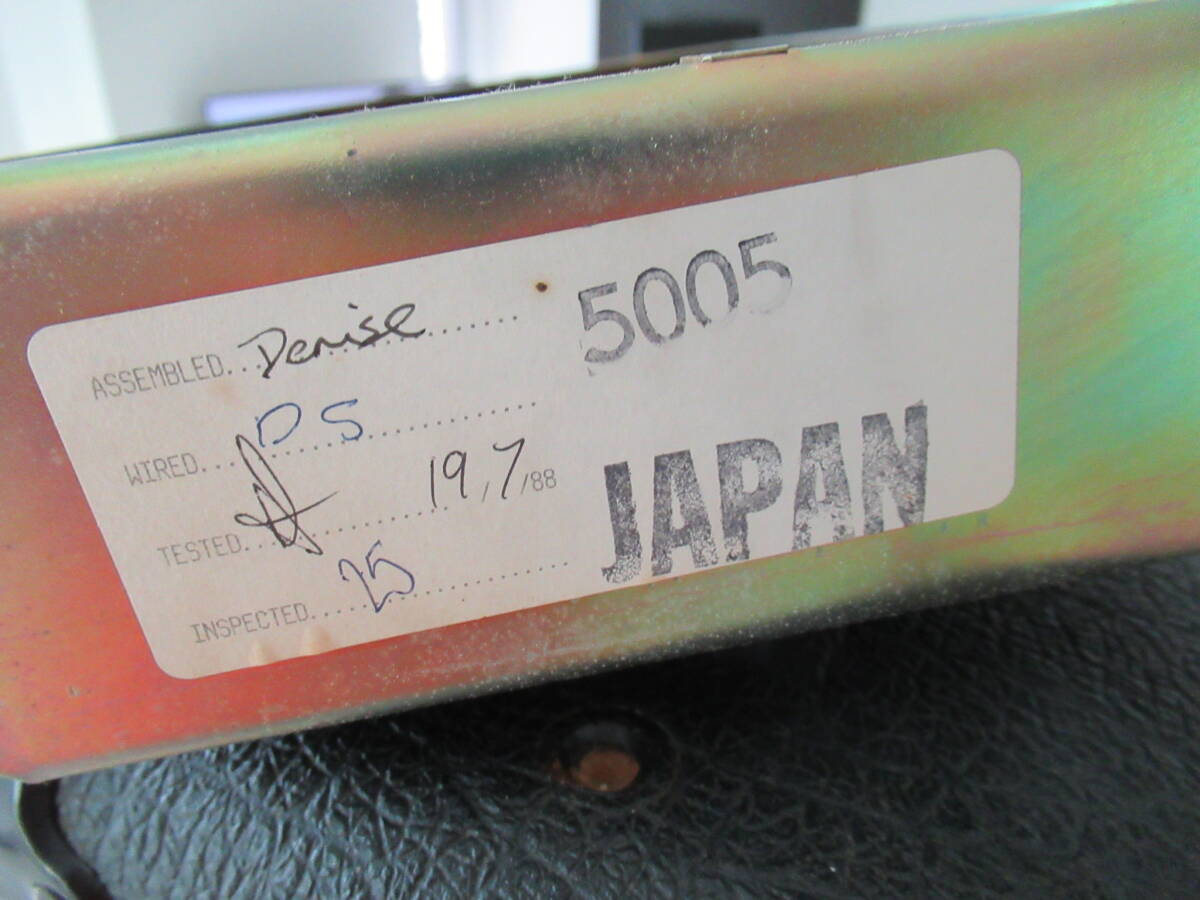 ASSEMBLED...Denise........
5005
WIRED....DS................
TESTED................19./7./88
JAPAN
INSPECTED.....25................